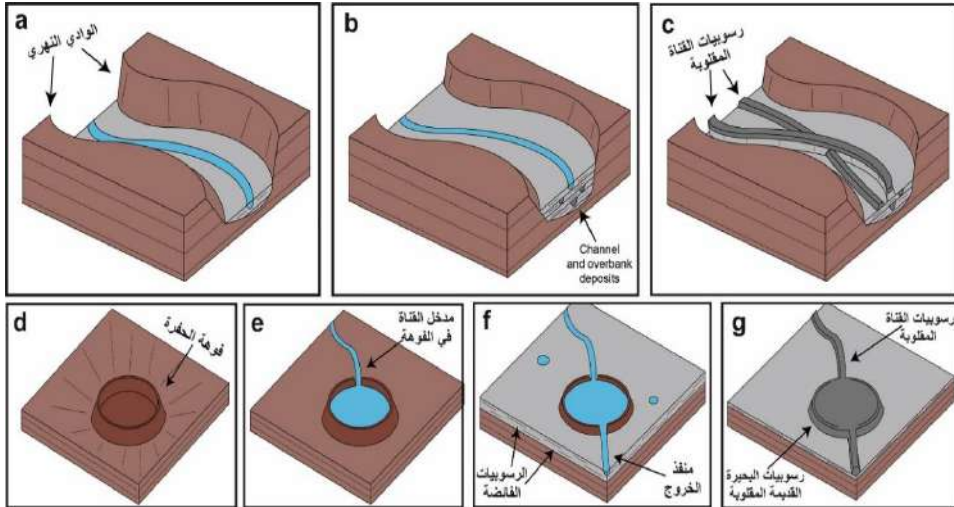 a
الوادي النهري
b
Channel
and overbank
deposits
c
رسوبيات القناة
المقلوبة
d
فوهة الحفرة
e
مدخل القناة
في الفوهة
f
الرسوبيات
الفائضة
منفذ
الخروج
g
رسوبيات القناة
المقلوبة
رسوبيات البحيرة
القديمة المقلوبة